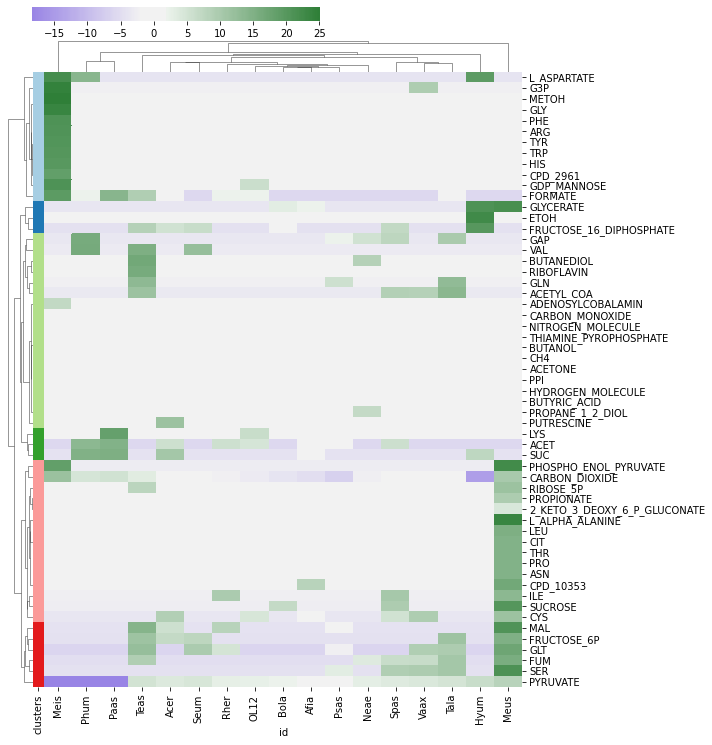 −15 −10 −5 0 5 10 15 20 25
L_ASPARTATE
G3P
METOH
GLY
PHE
ARG
TYR
TRP
HIS
CPD_2961
GDP_MANNOSE
FORMATE
GLYCERATE
ETOH
FRUCTOSE_16_DIPHOSPHATE
GAP
VAL
BUTANEDIOL
RIBOFLAVIN
GLN
ACETYL_COA
ADENOSYLCOBALAMIN
CARBON_MONOXIDE
NITROGEN_MOLECULE
THIAMINE_PYROPHOSPHATE
BUTANOL
CH4
ACETONE
PPI
HYDROGEN_MOLECULE
BUTYRIC_ACID
PROPANE_1_2_DIOL
PUTRESCINE
LYS
ACET
SUC
PHOSPHO_ENOL_PYRUVATE
CARBON_DIOXIDE
RIBOSE_5P
PROPIONATE
2_KETO_3_DEOXY_6_P_GLUCONATE
L_ALPHA_ALANINE
LEU
CIT
THR
PRO
ASN
CPD_10353
ILE
SUCROSE
CYS
MAL
FRUCTOSE_6P
GLT
FUM
SER
PYRUVATE
clusters Meis Phum Paas Teas Acer Seum Rher OL12 Bola Afia Psas Neae Spas Vaax Tala Hyum Meus
id